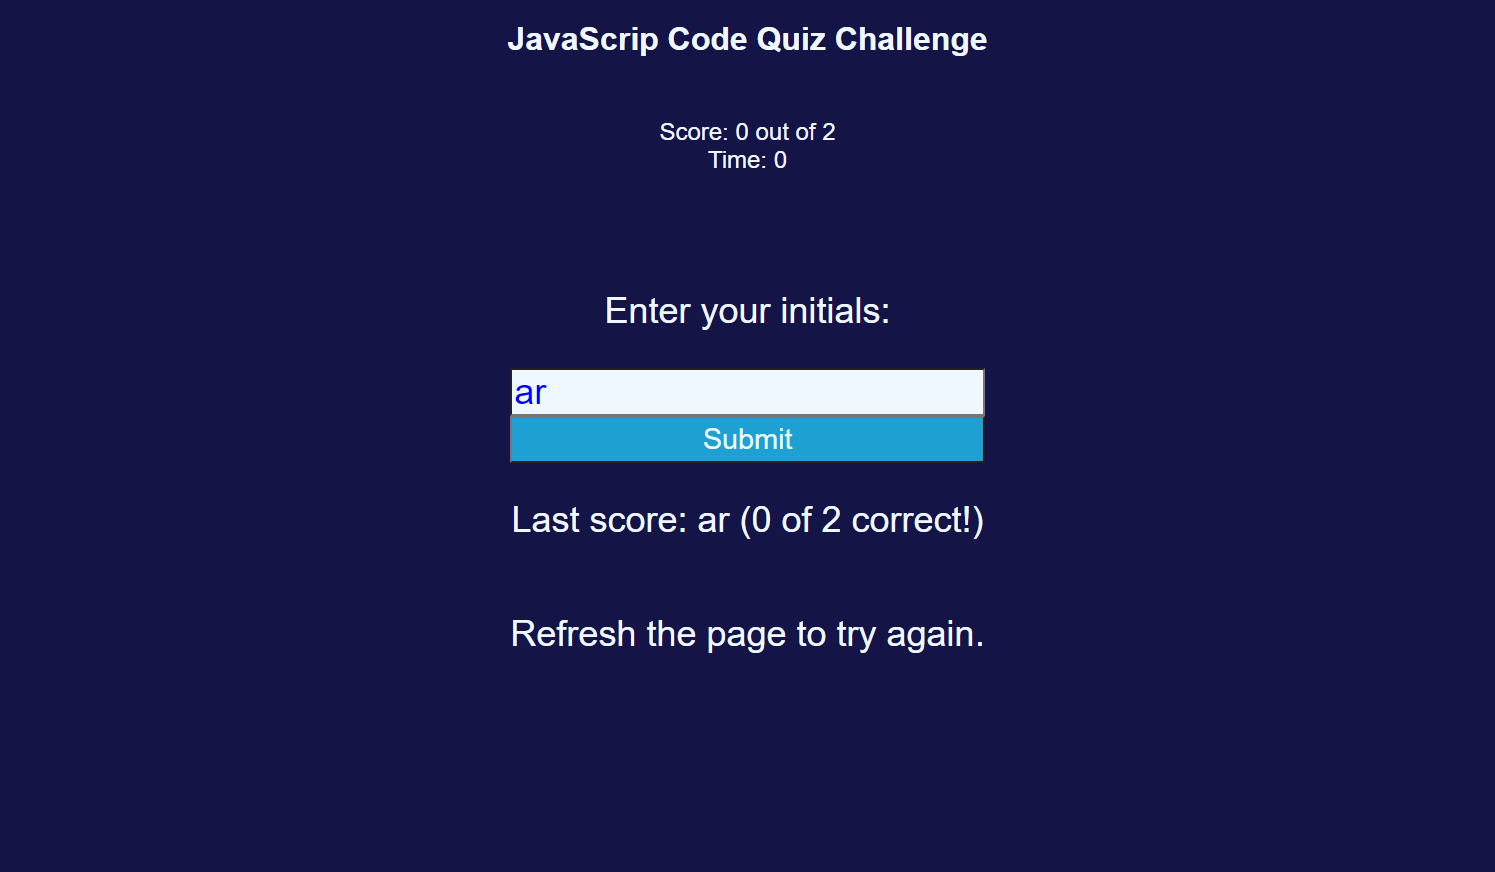 JavaScrip Code Quiz Challenge
Score: 0 out of 2
Time: 0
Enter your initials:
ar
Submit
Last score: ar (0 of 2 correct!)
Refresh the page to try again.